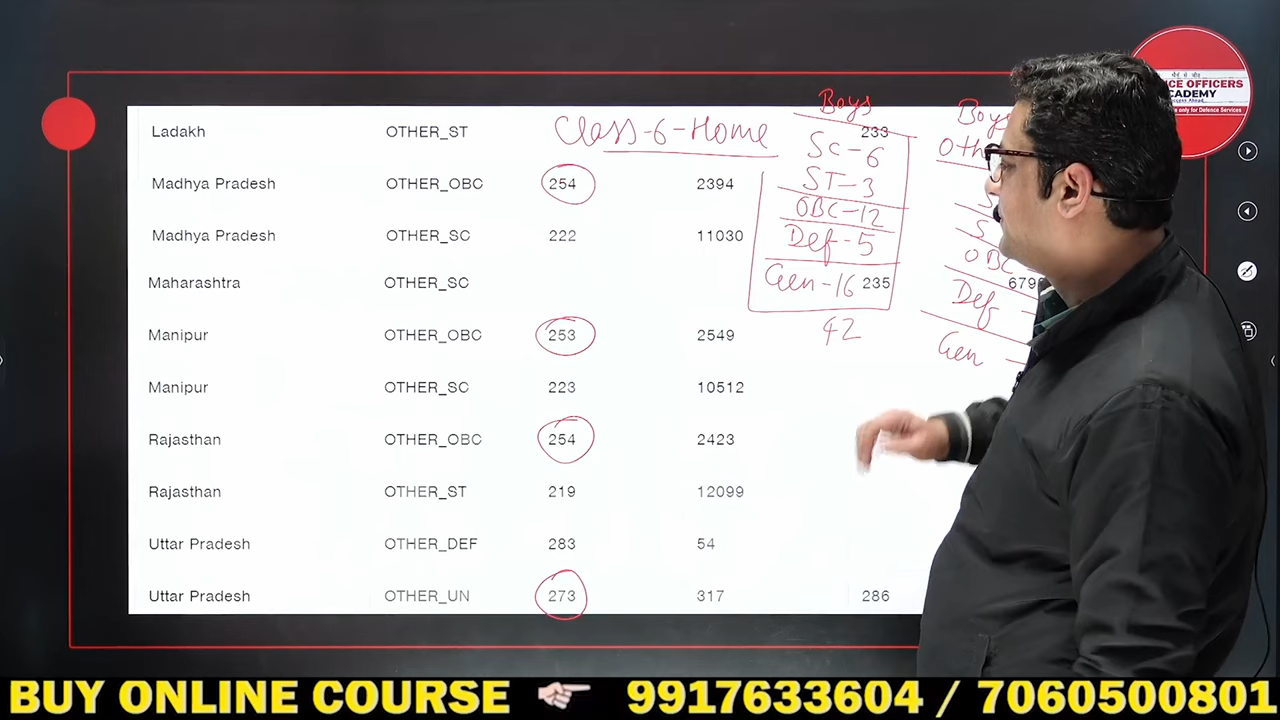 Boys
Boys
Class-6-Home
Ladakh OTHER_ST 233
SC-6
ST-3
Madhya Pradesh OTHER_OBC 254 2394
OBC-12
Madhya Pradesh OTHER_SC 222 11030
Def-5
OBC
Maharashtra OTHER_SC 235
Gen-16
Def -
42
Manipur OTHER_OBC 253 2549
Gen -
Manipur OTHER_SC 223 10512
Rajasthan OTHER_OBC 254 2423
Rajasthan OTHER_ST 219 12099
Uttar Pradesh OTHER_DEF 283 54
Uttar Pradesh OTHER_UN 273 317 286
OFFICERS
BUY ONLINE COURSE 9917633604 / 7060500801